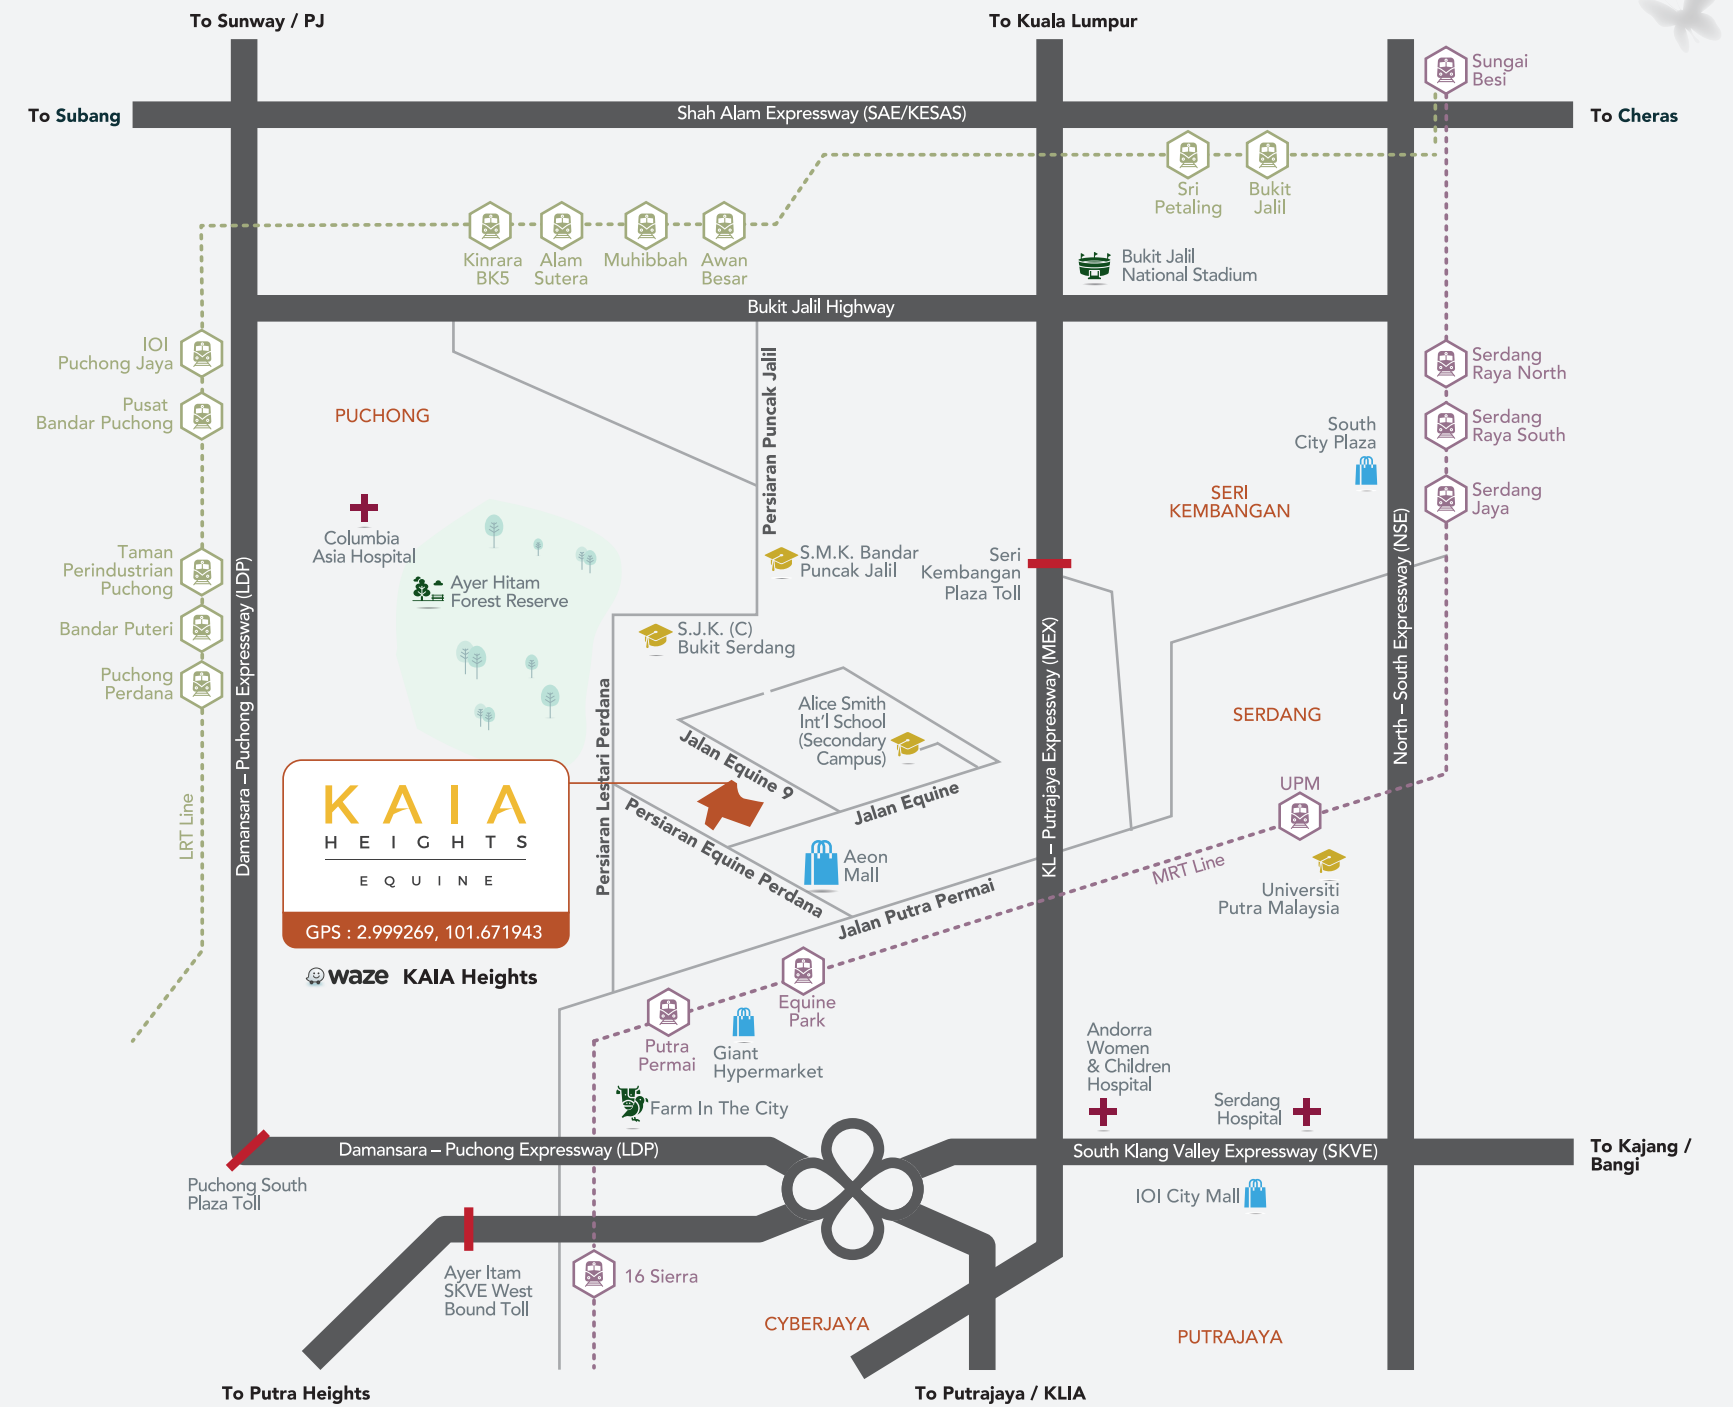 To Sunway / PJ
To Kuala Lumpur
Sungai
Besi
To Subang
Shah Alam Expressway (SAE/KESAS)
To Cheras
Sri
Petaling
Bukit
Jalil
Kinrara
BK5
Alam
Sutera
Muhibbah
Awan
Besar
Bukit Jalil
National Stadium
Bukit Jalil Highway
IOI
Puchong Jaya
Pusat
Bandar Puchong
PUCHONG
Persiaran Puncak Jalil
Serdang
Raya North
Serdang
Raya South
South
City Plaza
SERI
KEMBANGAN
Serdang
Jaya
Columbia
Asia Hospital
Ayer Hitam
Forest Reserve
S.M.K. Bandar
Puncak Jalil
Seri
Kembangan
Plaza Toll
Taman
Perindustrian
Puchong
Bandar Puteri
Puchong
Perdana
Damansara – Puchong Expressway (LDP)
S.J.K. (C)
Bukit Serdang
Persiaran Lestari Perdana
Alice Smith
Int'l School
(Secondary
Campus)
Jalan Equine 9
Jalan Equine
KL – Putrajaya Expressway (MEX)
North – South Expressway (NSE)
SERDANG
UPM
LRT Line
KAIA
HEIGHTS
EQUINE
GPS : 2.999269, 101.671943
waze KAIA Heights
Persiaran Equine Perdana
Aeon
Mall
Jalan Putra Permai
MRT Line
Universiti
Putra Malaysia
Equine
Park
Putra
Permai
Giant
Hypermarket
Farm In The City
Andorra
Women
& Children
Hospital
Serdang
Hospital
Damansara – Puchong Expressway (LDP)
South Klang Valley Expressway (SKVE)
To Kajang /
Bangi
Puchong South
Plaza Toll
IOI City Mall
Ayer Itam
SKVE West
Bound Toll
16 Sierra
CYBERJAYA
PUTRAJAYA
To Putra Heights
To Putrajaya / KLIA